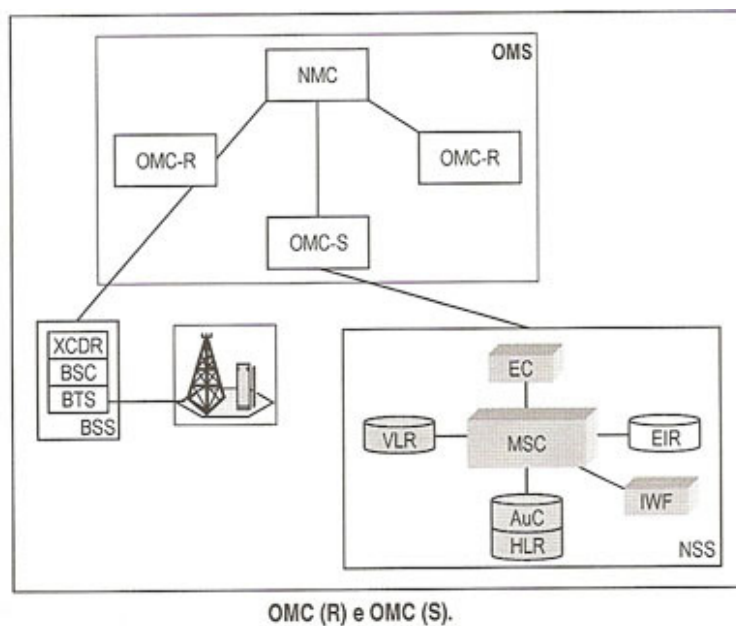 OMS
NMC
OMC-R
OMC-R
OMC-S
XCDR
BSC
BTS
BSS
EC
VLR
MSC
EIR
IWF
AuC
HLR
NSS
OMC (R) e OMC (S).